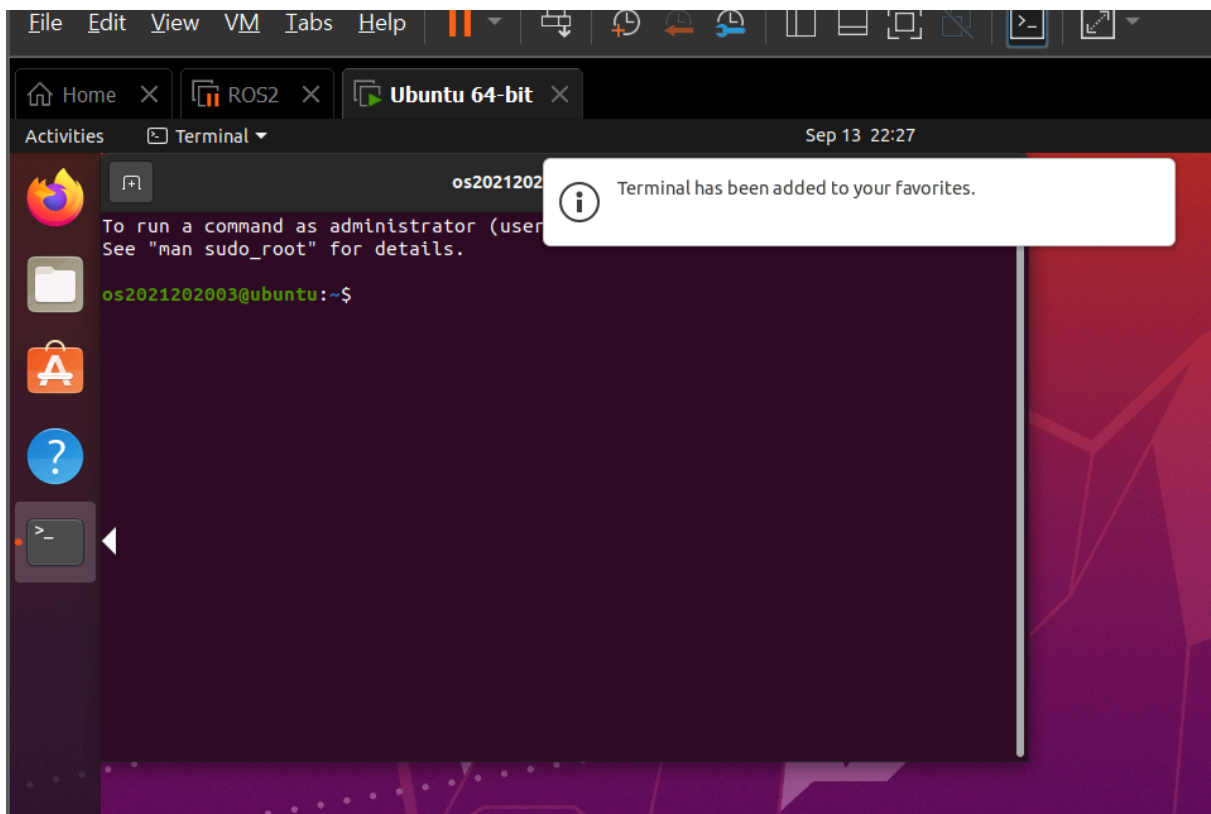 File Edit View VM Tabs Help
Home ROS2 Ubuntu 64-bit
Activities Terminal Sep 13 22:27
os2021202
Terminal has been added to your favorites.
To run a command as administrator (user
See "man sudo_root" for details.
os2021202003@ubuntu:~$